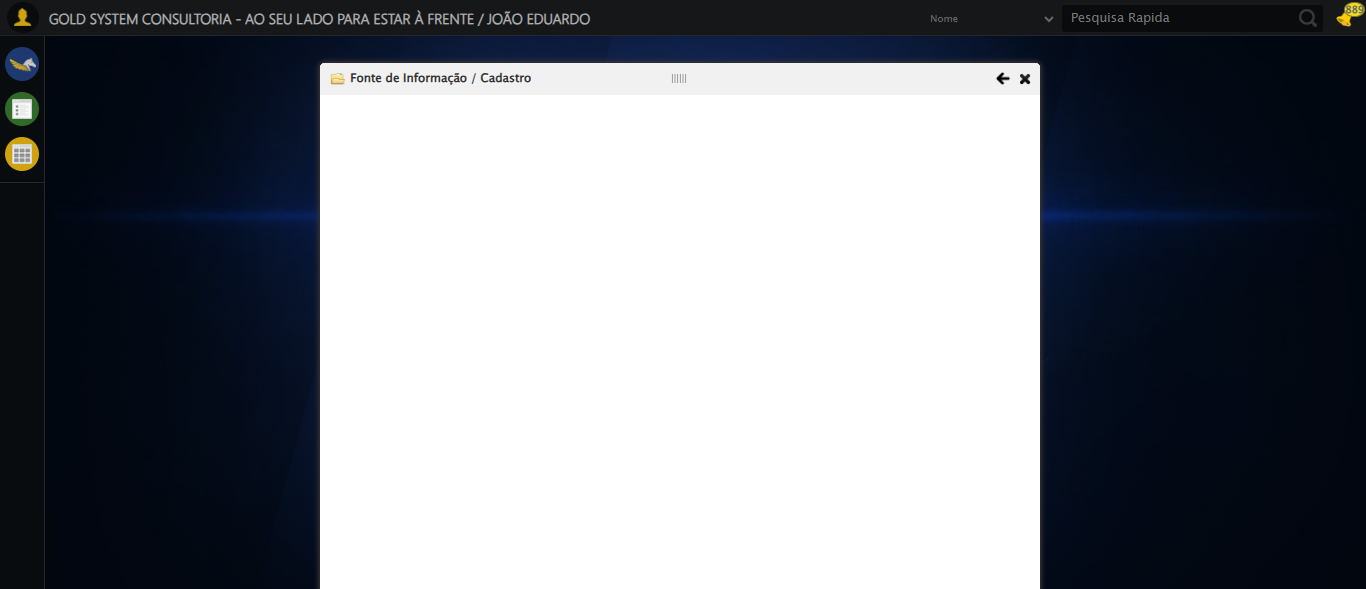 GOLD SYSTEM CONSULTORIA - AO SEU LADO PARA ESTAR À FRENTE / JOÃO EDUARDO
Nome
Pesquisa Rapida
889
Fonte de Informação / Cadastro